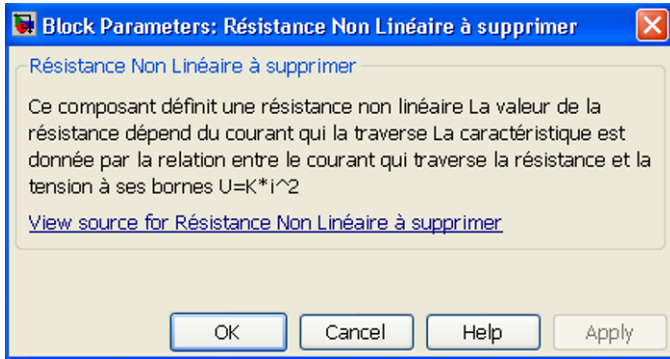 Block Parameters: Résistance Non Linéaire à supprimer
Résistance Non Linéaire à supprimer
Ce composant définit une résistance non linéaire La valeur de la
résistance dépend du courant qui la traverse La caractéristique est
donnée par la relation entre le courant qui traverse la résistance et la
tension à ses bornes U=K*i^2
View source for Résistance Non Linéaire à supprimer
OK Cancel Help Apply